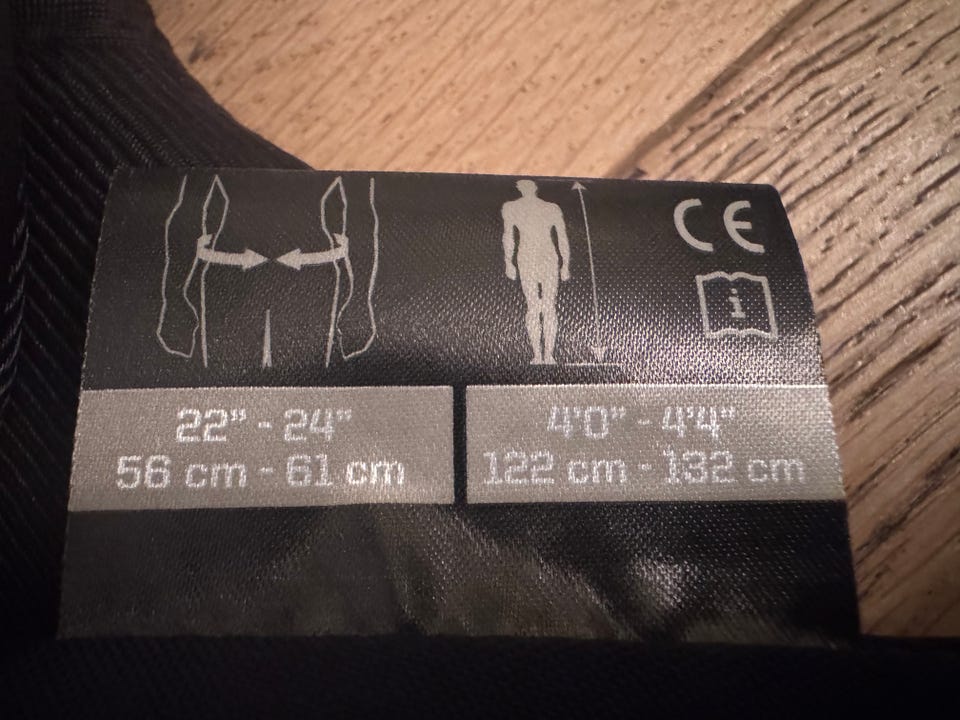 CE
i
22” - 24”
56 cm - 61 cm
4'0” - 4'4”
122 cm - 132 cm